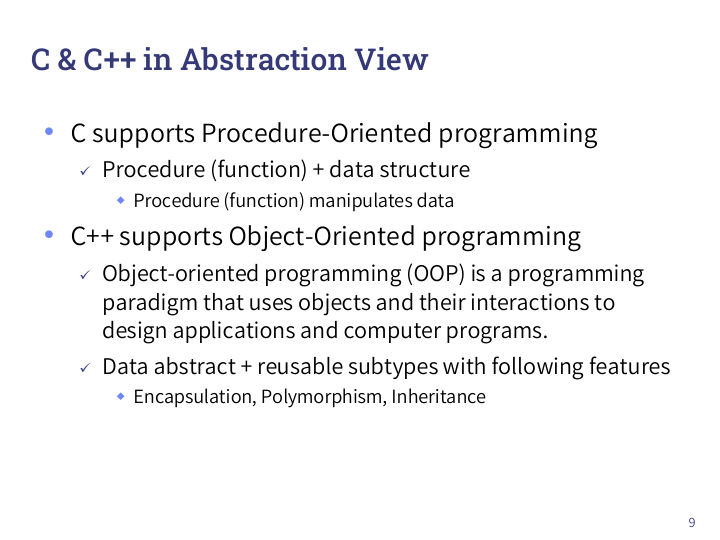 C & C++ in Abstraction View
• C supports Procedure-Oriented programming
✓ Procedure (function) + data structure
◆ Procedure (function) manipulates data
• C++ supports Object-Oriented programming
✓ Object-oriented programming (OOP) is a programming
paradigm that uses objects and their interactions to
design applications and computer programs.
✓ Data abstract + reusable subtypes with following features
◆ Encapsulation, Polymorphism, Inheritance
9